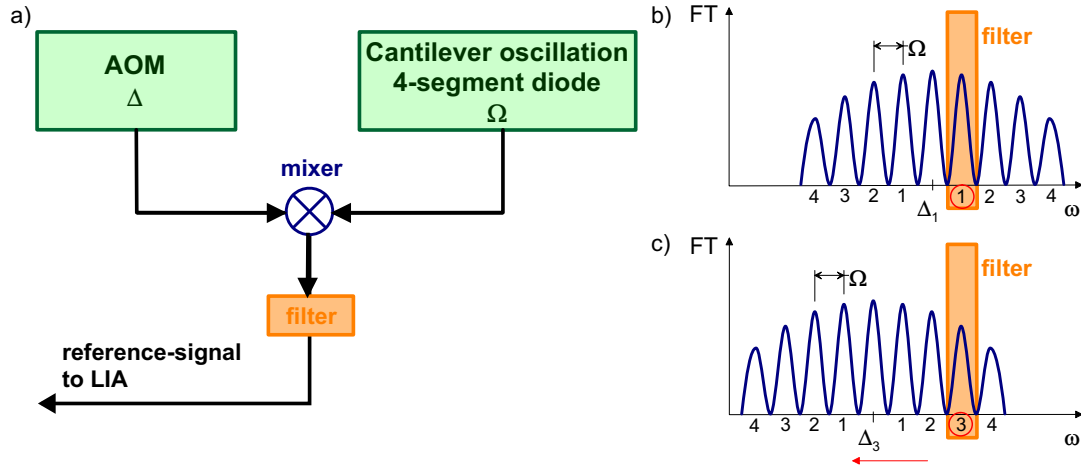 a)
AOM
Δ
Cantilever oscillation
4-segment diode
Ω
mixer
filter
reference-signal
to LIA
b)
FT
filter
Ω
4 3 2 1 Δ1 1 2 3 4 ω
c)
FT
filter
Ω
4 3 2 1 Δ3 1 2 3 4 ω